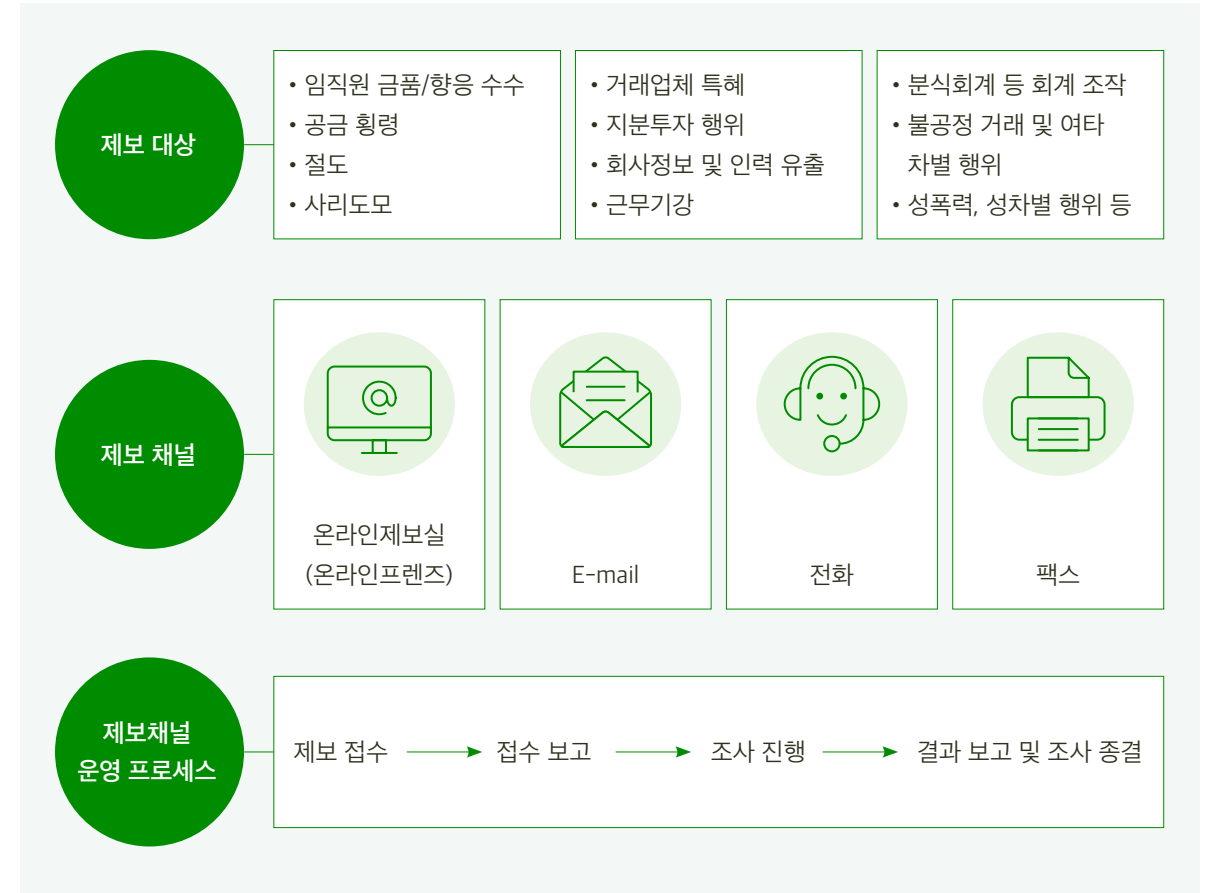 제보 대상
• 임직원 금품/향응 수수
• 공금 횡령
• 절도
• 사리도모
• 거래업체 특혜
• 지분투자 행위
• 회사정보 및 인력 유출
• 근무기강
• 분식회계 등 회계 조작
• 불공정 거래 및 여타
차별 행위
• 성폭력, 성차별 행위 등
제보 채널
온라인제보실
(온라인프렌즈)
E-mail
전화
팩스
제보채널
운영 프로세스
제보 접수
접수 보고
조사 진행
결과 보고 및 조사 종결